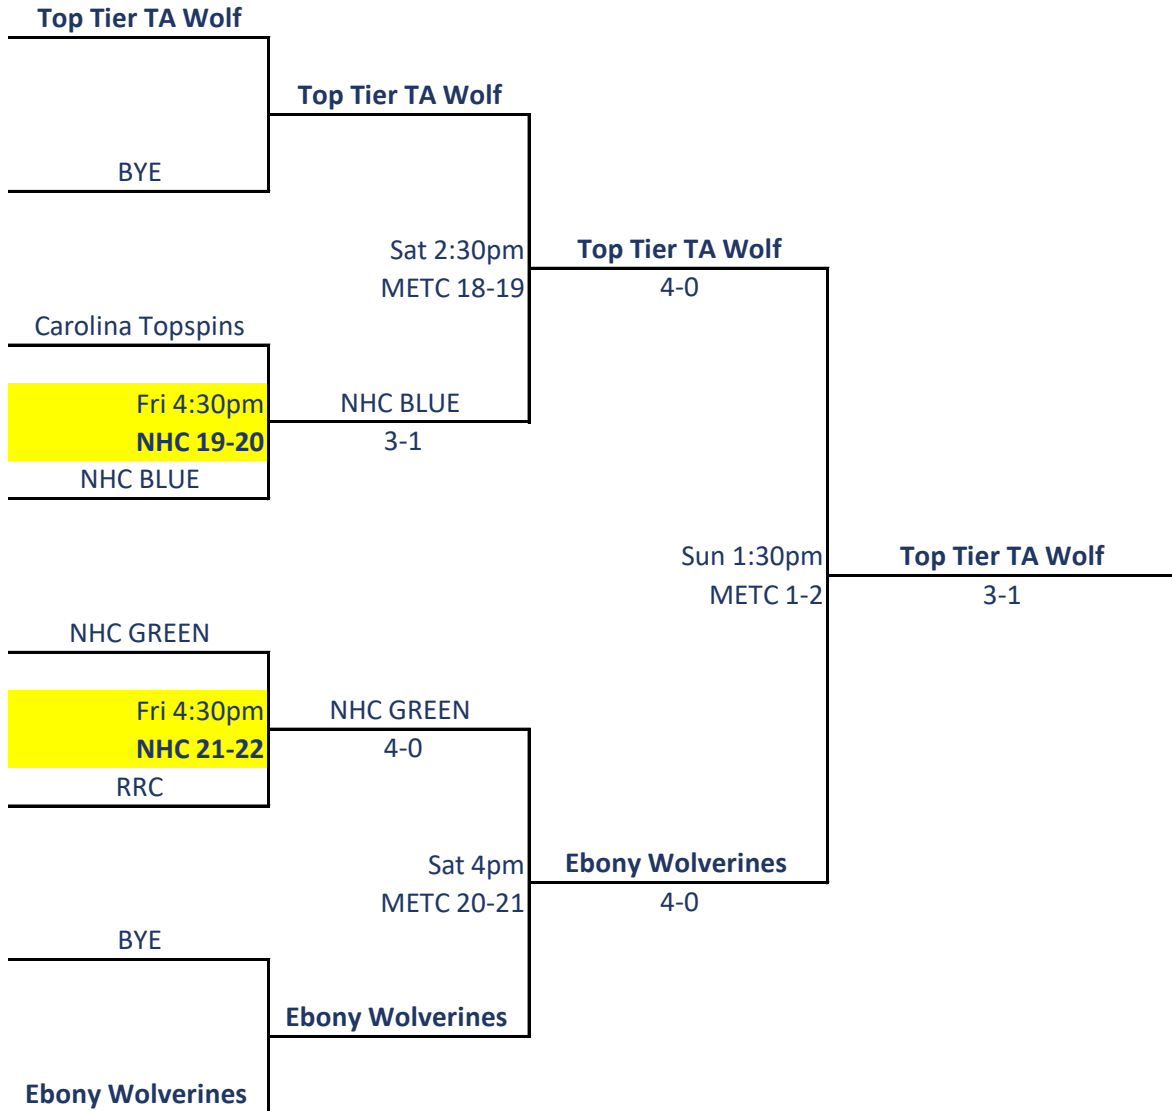 Top Tier TA Wolf
Top Tier TA Wolf
BYE
Sat 2:30pm
Top Tier TA Wolf
METC 18-19
4-0
Carolina Topspins
Fri 4:30pm
NHC BLUE
NHC 19-20
3-1
NHC BLUE
Sun 1:30pm
Top Tier TA Wolf
METC 1-2
3-1
NHC GREEN
Fri 4:30pm
NHC GREEN
NHC 21-22
4-0
RRC
Sat 4pm
Ebony Wolverines
METC 20-21
4-0
BYE
Ebony Wolverines
Ebony Wolverines